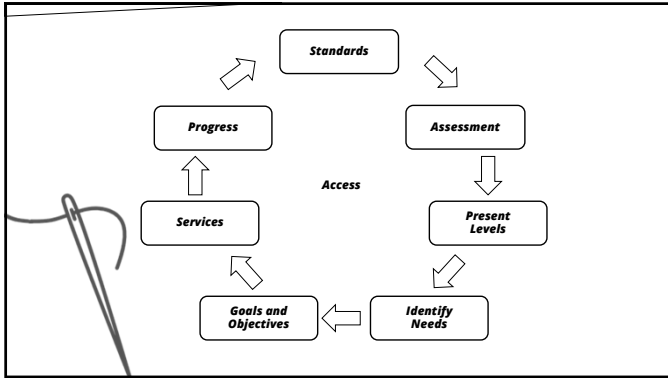 Standards
Assessment
Present
Levels
Identify
Needs
Goals and
Objectives
Services
Progress
Access